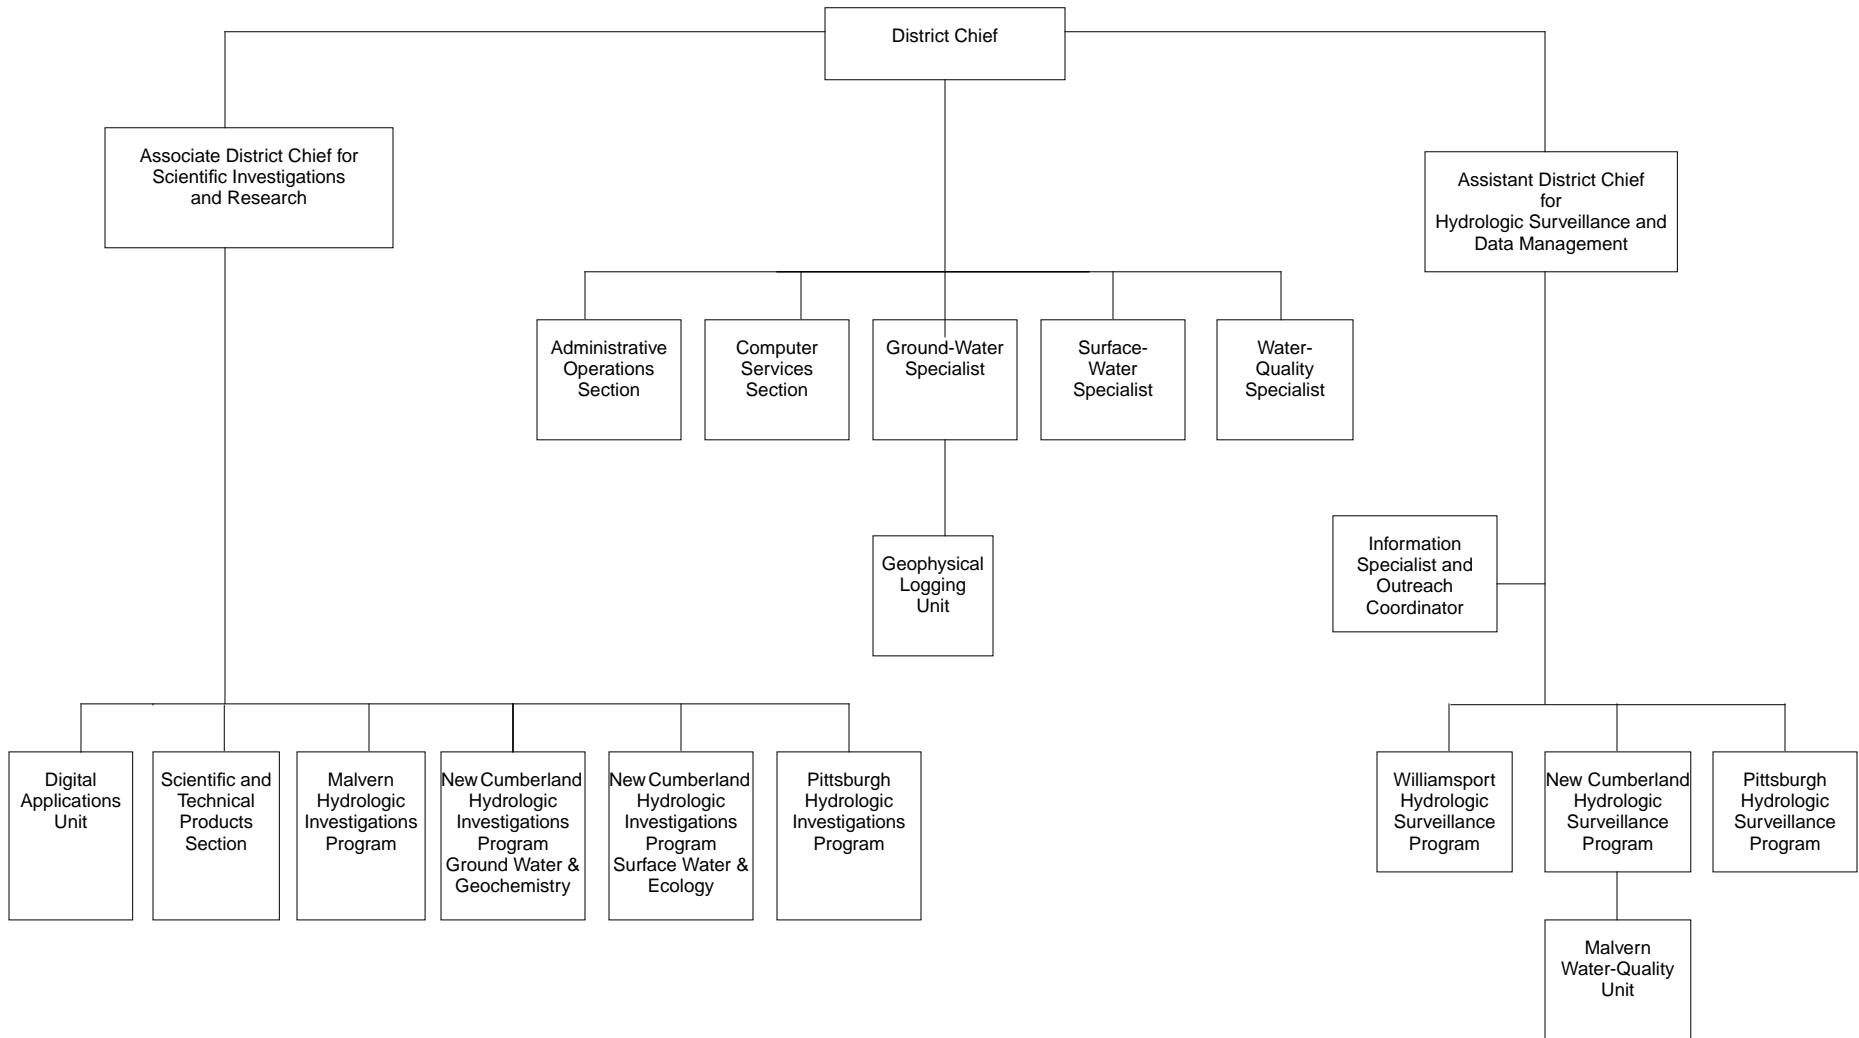 District Chief
Associate District Chief for
Scientific Investigations
and Research
Assistant District Chief
for
Hydrologic Surveillance and
Data Management
Administrative
Operations
Section
Computer
Services
Section
Ground-Water
Specialist
Surface-
Water
Specialist
Water-
Quality
Specialist
Geophysical
Logging
Unit
Information
Specialist and
Outreach
Coordinator
Digital
Applications
Unit
Scientific and
Technical
Products
Section
Malvern
Hydrologic
Investigations
Program
New Cumberland
Hydrologic
Investigations
Program
Ground Water &
Geochemistry
New Cumberland
Hydrologic
Investigations
Program
Surface Water &
Ecology
Pittsburgh
Hydrologic
Investigations
Program
Williamsport
Hydrologic
Surveillance
Program
New Cumberland
Hydrologic
Surveillance
Program
Pittsburgh
Hydrologic
Surveillance
Program
Malvern
Water-Quality
Unit